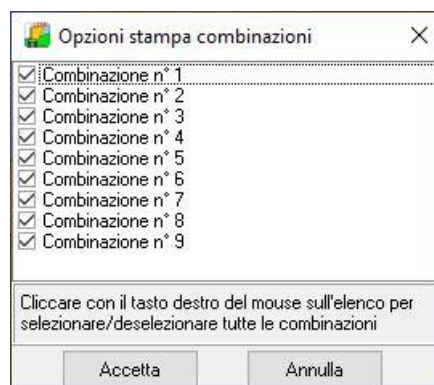 Opzioni stampa combinazioni
Combinazione n° 1
Combinazione n° 2
Combinazione n° 3
Combinazione n° 4
Combinazione n° 5
Combinazione n° 6
Combinazione n° 7
Combinazione n° 8
Combinazione n° 9
Cliccare con il tasto destro del mouse sull'elenco per
selezionare/deselezionare tutte le combinazioni
Accetta Annulla